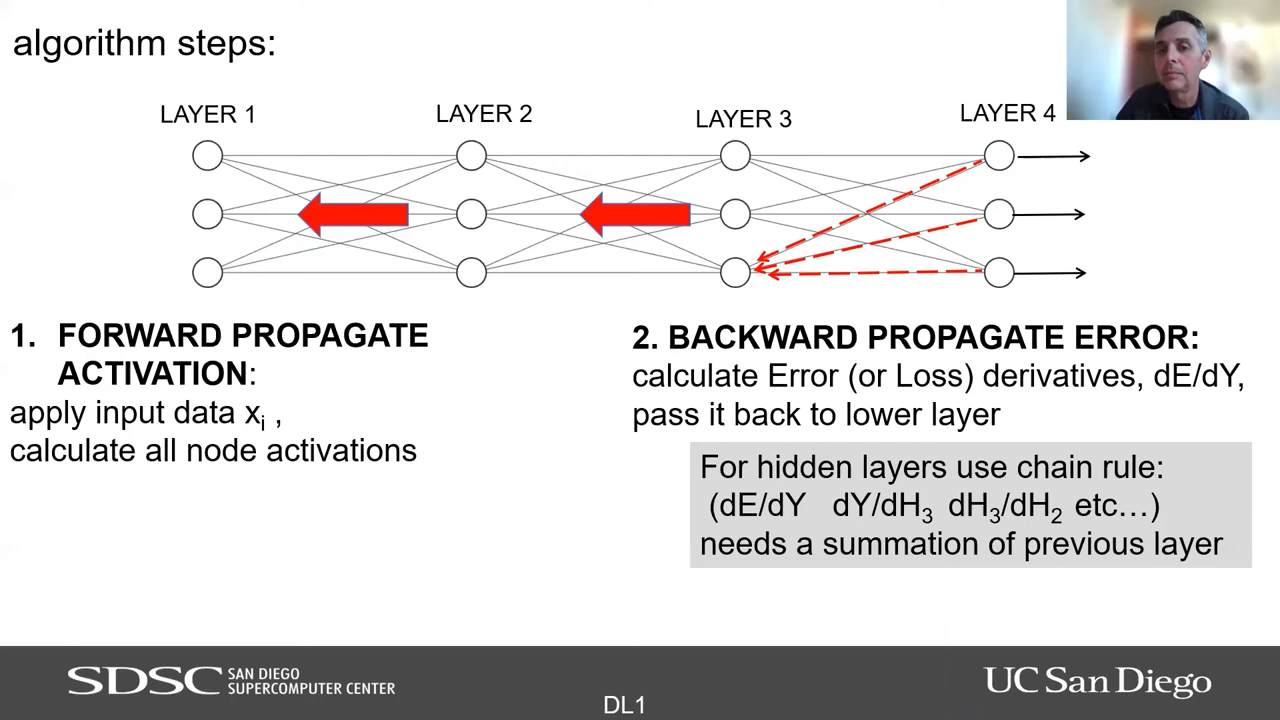 algorithm steps:
LAYER 1
LAYER 2
LAYER 3
LAYER 4
1. FORWARD PROPAGATE
ACTIVATION:
apply input data xᵢ ,
calculate all node activations
2. BACKWARD PROPAGATE ERROR:
calculate Error (or Loss) derivatives, dE/dY,
pass it back to lower layer
For hidden layers use chain rule:
(dE/dY dY/dH₃ dH₃/dH₂ etc…)
needs a summation of previous layer
SDSC SAN DIEGO
SUPERCOMPUTER CENTER
DL1
UC San Diego